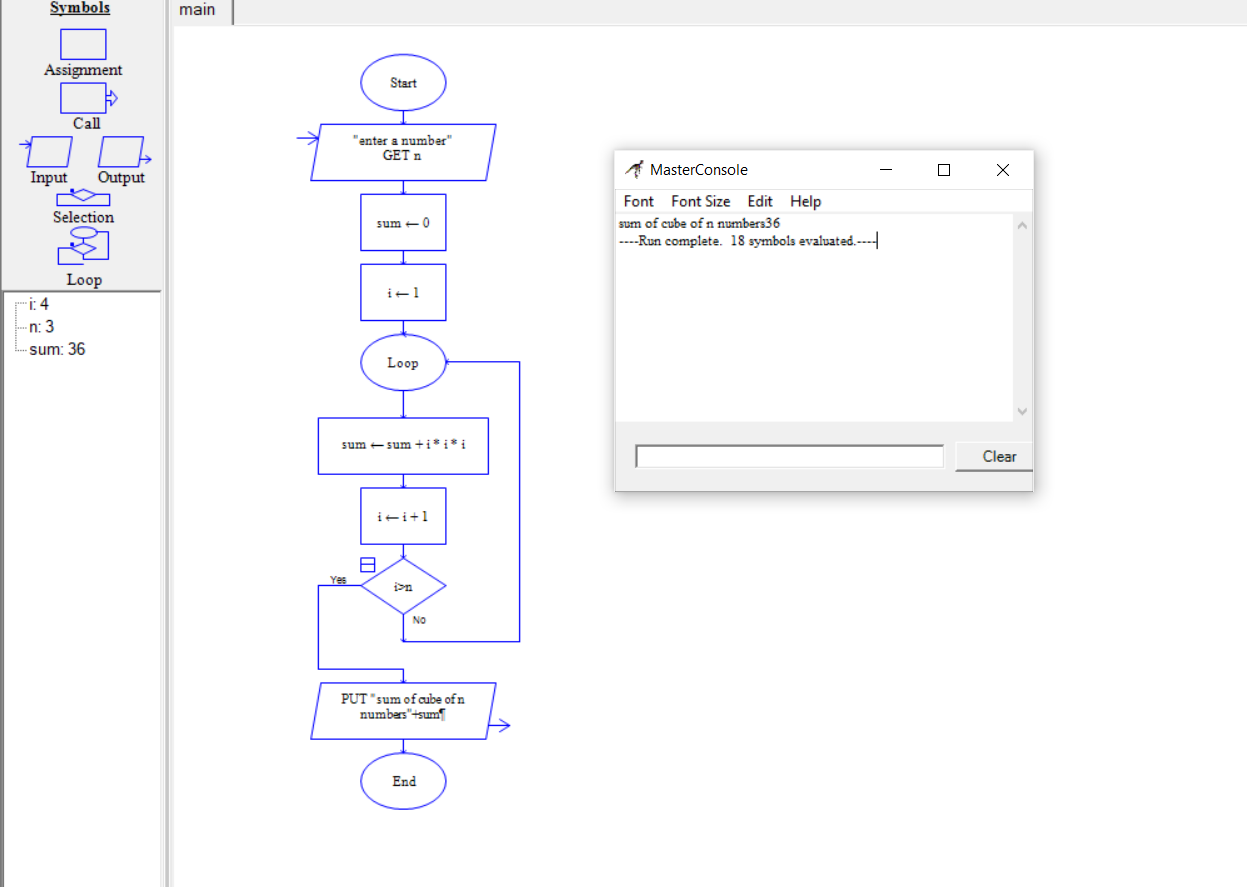 Symbols
Assignment
Call
Input Output
Selection
Loop
i: 4
n: 3
sum: 36
main
Start
"enter a number"
GET n
sum ← 0
i ← 1
Loop
sum ← sum + i * i * i
i ← i + 1
i>n
Yes
No
PUT "sum of cube of n
numbers"+sum¶
End
MasterConsole
Font Font Size Edit Help
sum of cube of n numbers36
----Run complete. 18 symbols evaluated.----
Clear